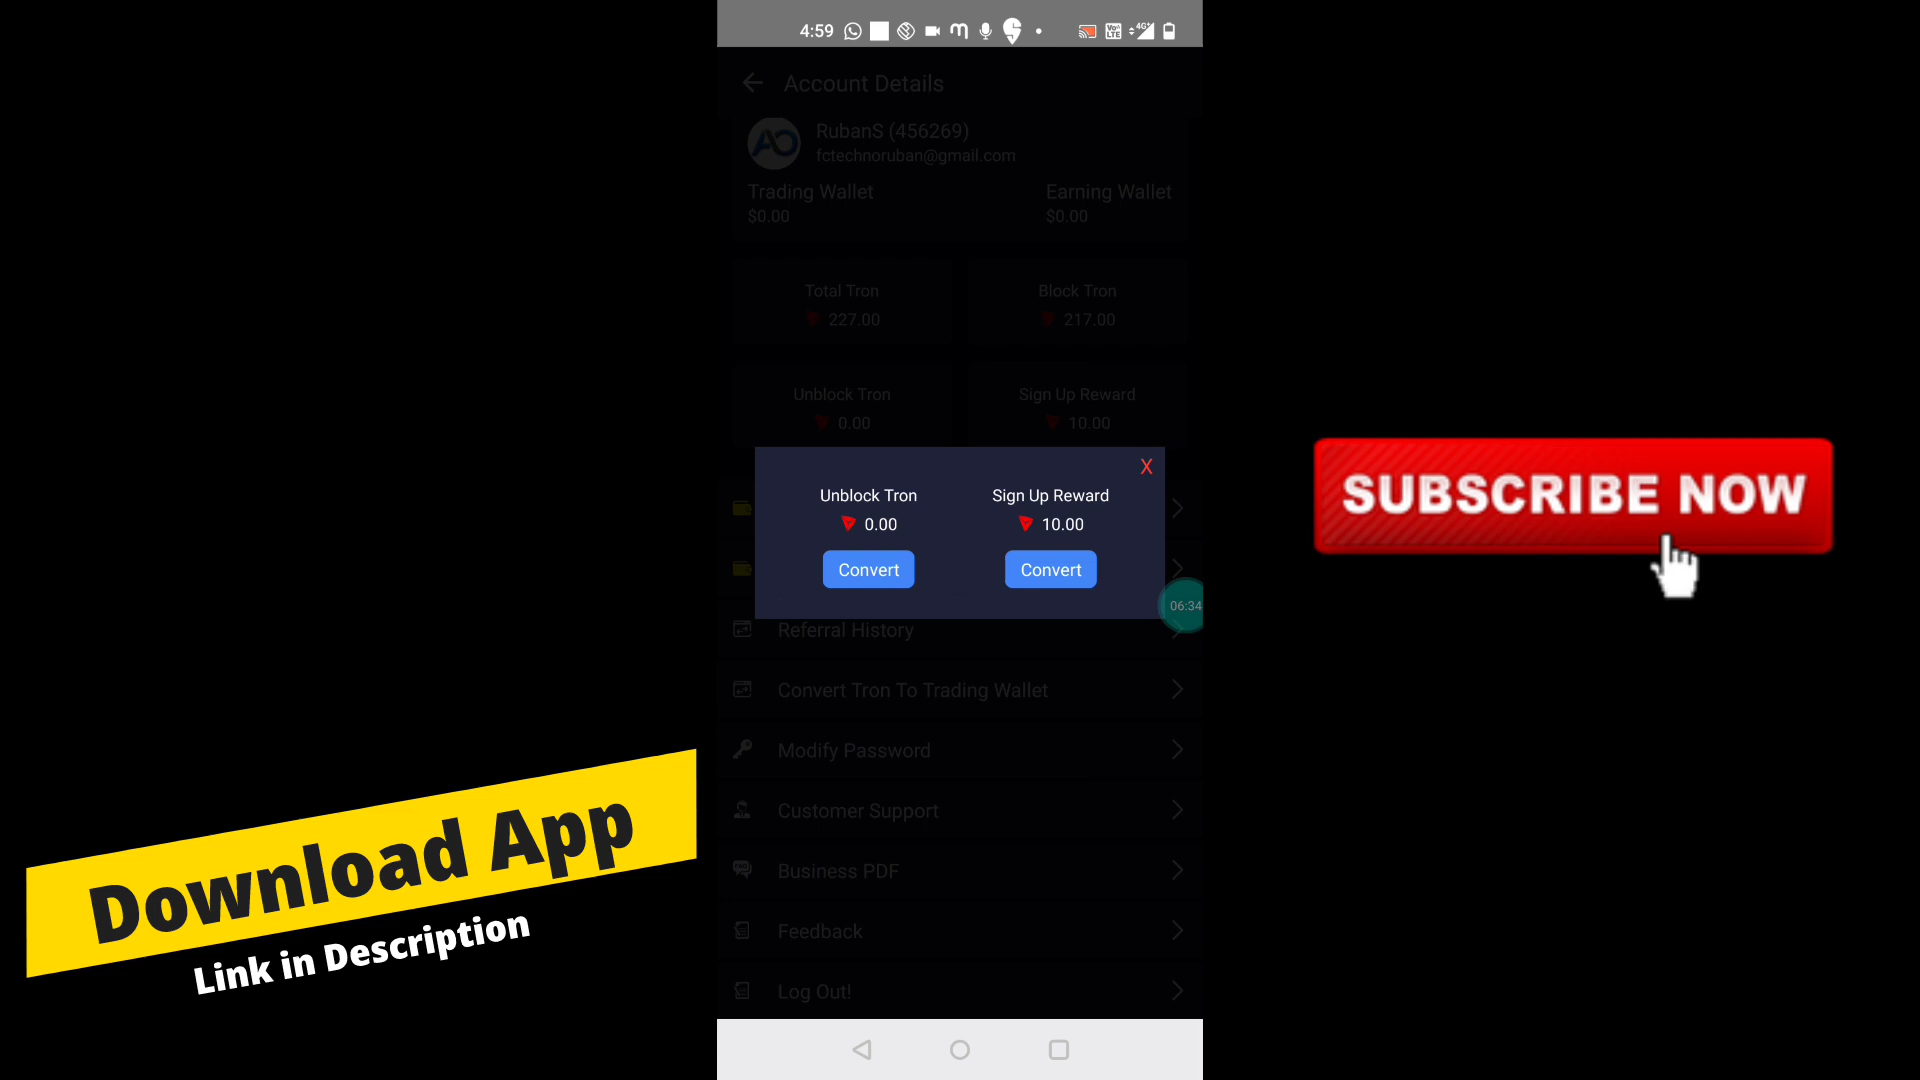 4:59
4G+
Vo
LTE
Account Details
RubanS (456269)
fctechnoruban@gmail.com
Trading Wallet
Earning Wallet
$0.00
$0.00
Total Tron
Block Tron
227.00
217.00
Unblock Tron
Sign Up Reward
0.00
10.00
X
Unblock Tron
Sign Up Reward
0.00
10.00
Convert
Convert
06:34
Referral History
Convert Tron To Trading Wallet
Modify Password
Customer Support
Business PDF
Feedback
Log Out!
SUBSCRIBE NOW
Download App
Link in Description